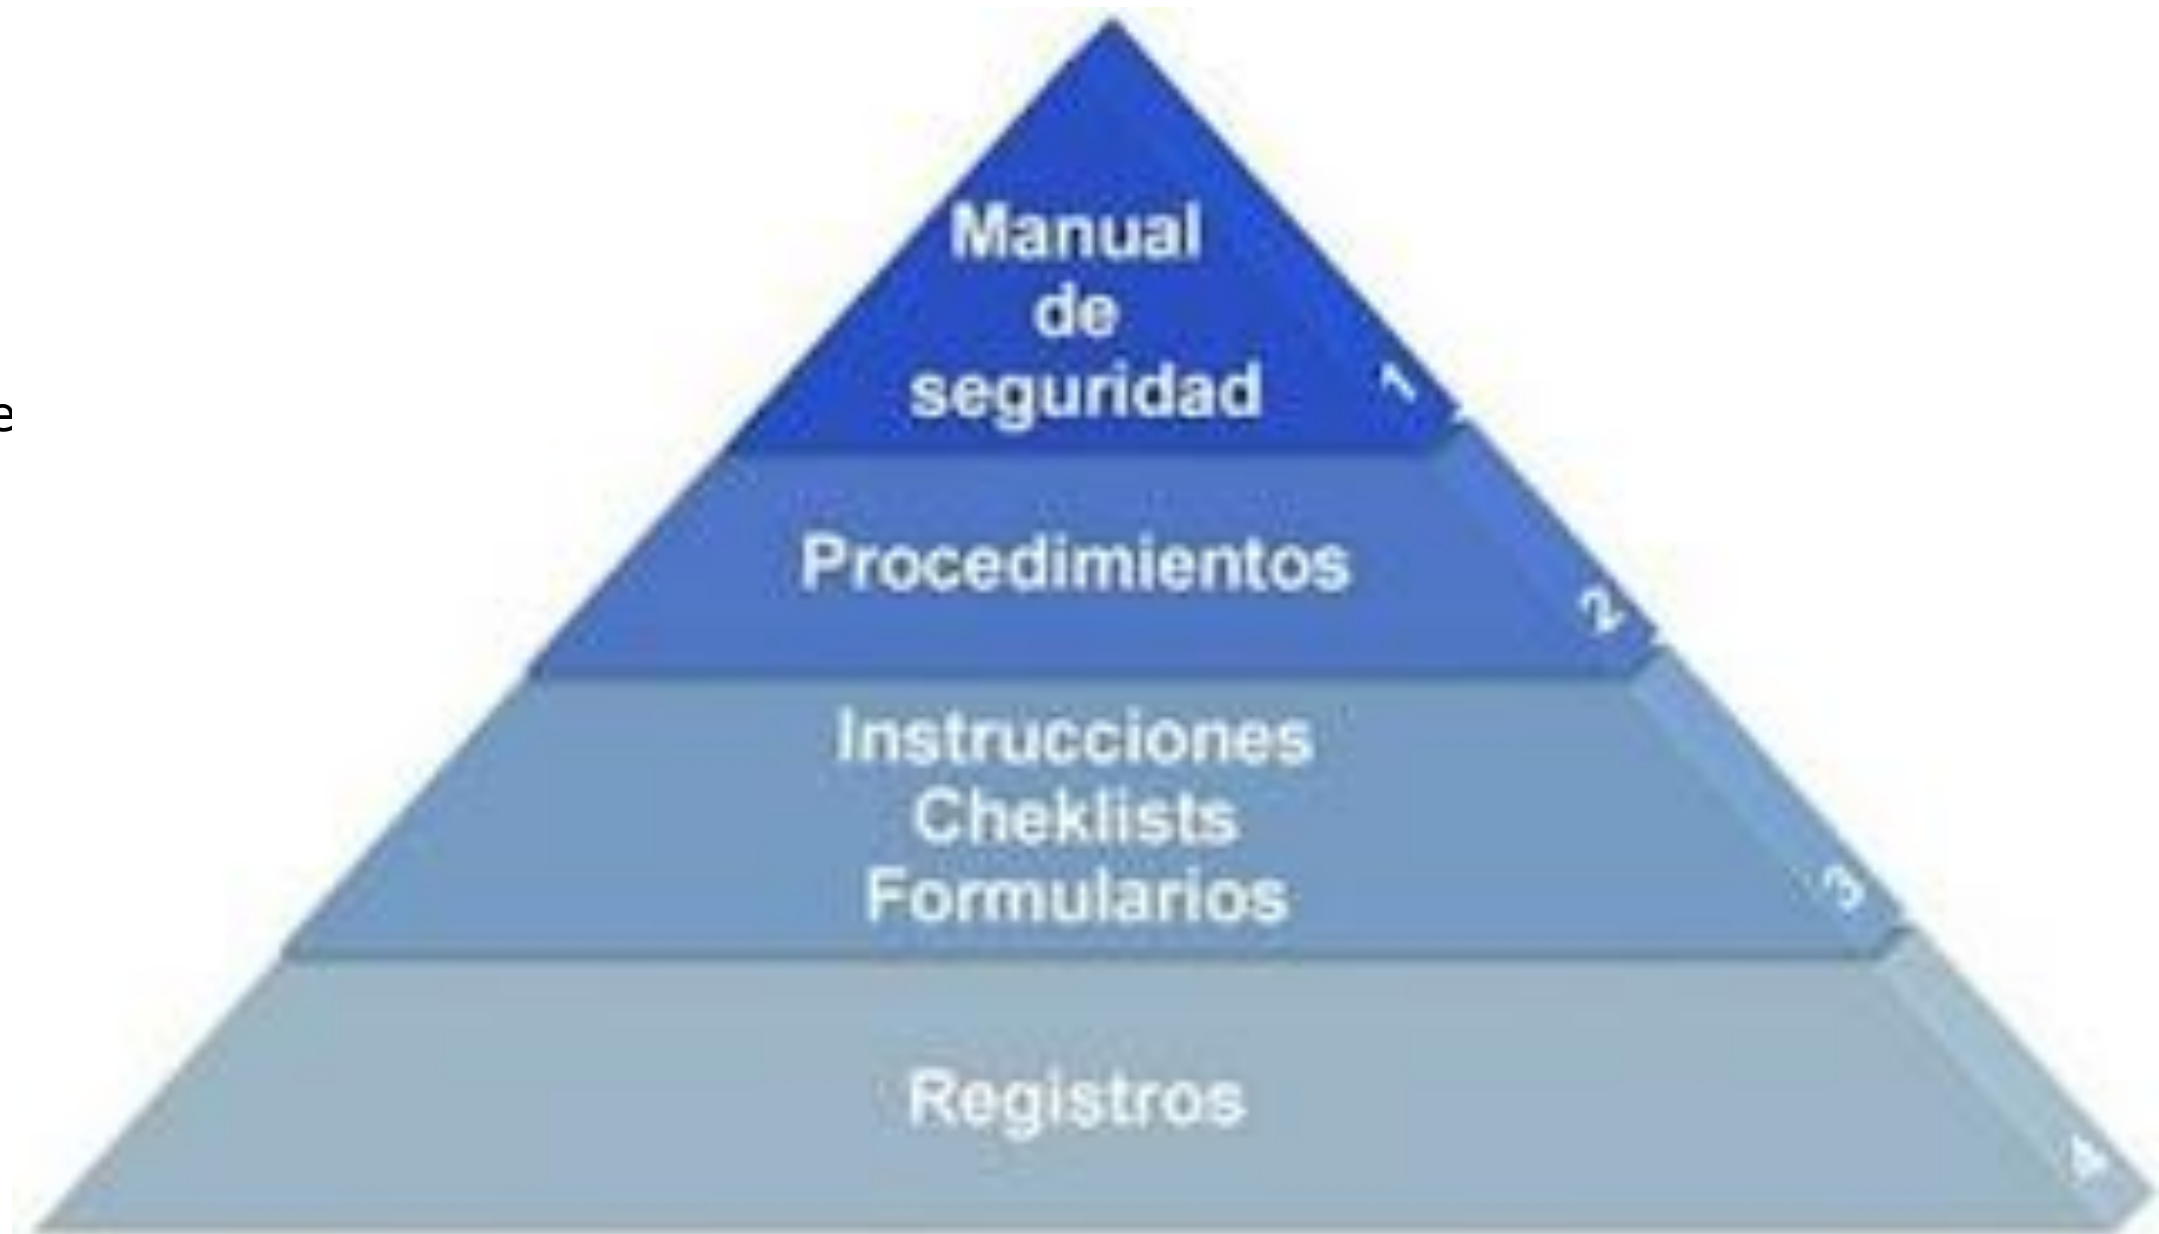 Manual
de
seguridad
1
e
Procedimientos
2
Instrucciones
Cheklists
Formularios
3
Registros
4